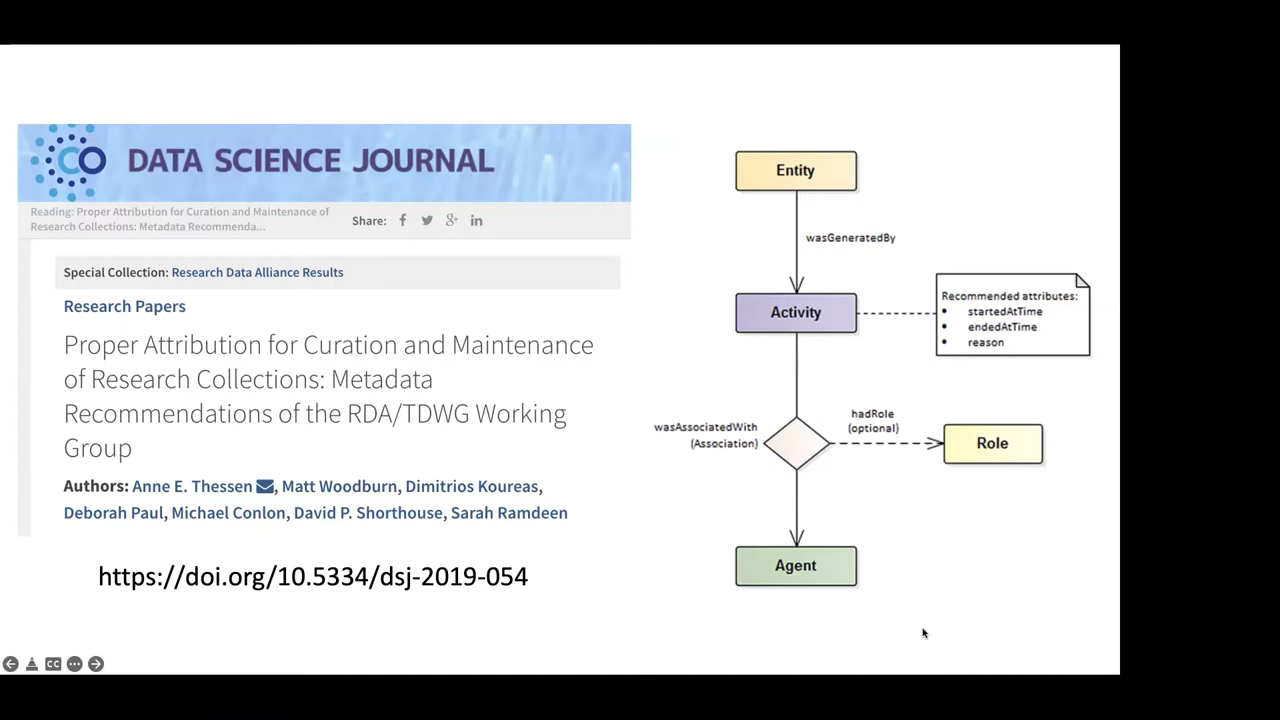 CO DATA SCIENCE JOURNAL
Reading: Proper Attribution for Curation and Maintenance of
Research Collections: Metadata Recommenda...
Share: f g+ in
Special Collection: Research Data Alliance Results
Research Papers
Proper Attribution for Curation and Maintenance
of Research Collections: Metadata
Recommendations of the RDA/TDWG Working
Group
Authors: Anne E. Thessen , Matt Woodburn, Dimitrios Koureas,
Deborah Paul, Michael Conlon, David P. Shorthouse, Sarah Ramdeen
https://doi.org/10.5334/dsj-2019-054
Entity
wasGeneratedBy
Activity
Recommended attributes:
• startedAtTime
• endedAtTime
• reason
wasAssociatedWith
(Association)
hadRole
(optional)
Role
Agent
CC